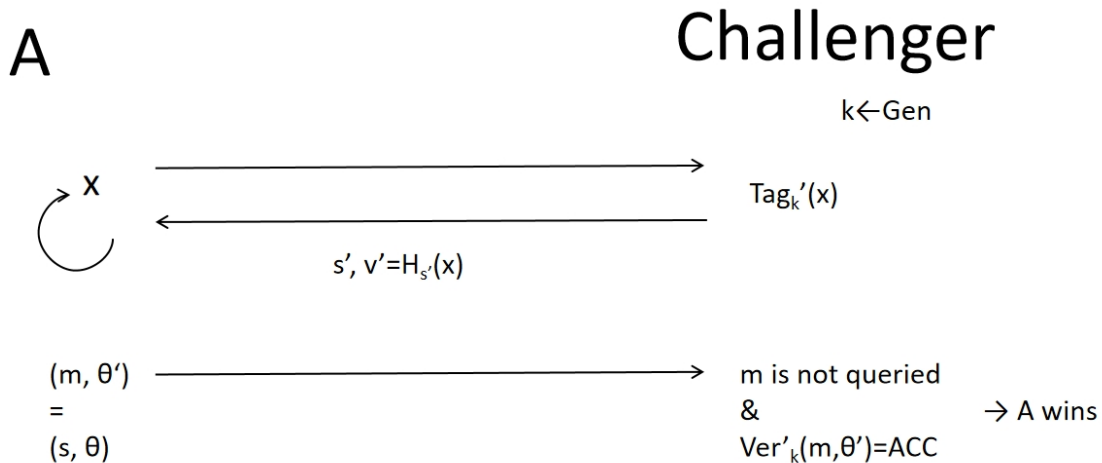 A
Challenger
k←Gen
x
Tagₖ'(x)
s', v'=Hₛ'(x)
(m, θ')
=
(s, θ)
m is not queried
&
Ver'ₖ(m,θ')=ACC
→ A wins